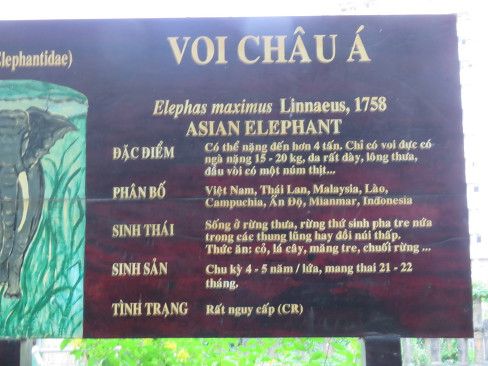 Elephantidae)
VOI CHÂU Á
Elephas maximus Linnaeus, 1758
ASIAN ELEPHANT
ĐẶC ĐIỂM Có thể nặng đến hơn 4 tấn. Chỉ có voi đực có
ngà nặng 15 - 20 kg, da rất dày, lông thưa,
đầu vòi có một núm thịt...
PHÂN BỐ Việt Nam, Thái Lan, Malaysia, Lào,
Campuchia, Ấn Độ, Mianmar, Indonesia
SINH THÁI Sống ở rừng thưa, rừng thứ sinh pha tre nứa
trong các thung lũng hay đồi núi thấp.
Thức ăn: cỏ, lá cây, măng tre, chuối rừng ...
SINH SẢN Chu kỳ 4 - 5 năm / lứa, mang thai 21 - 22
tháng,
TÌNH TRẠNG Rất nguy cấp (CR)